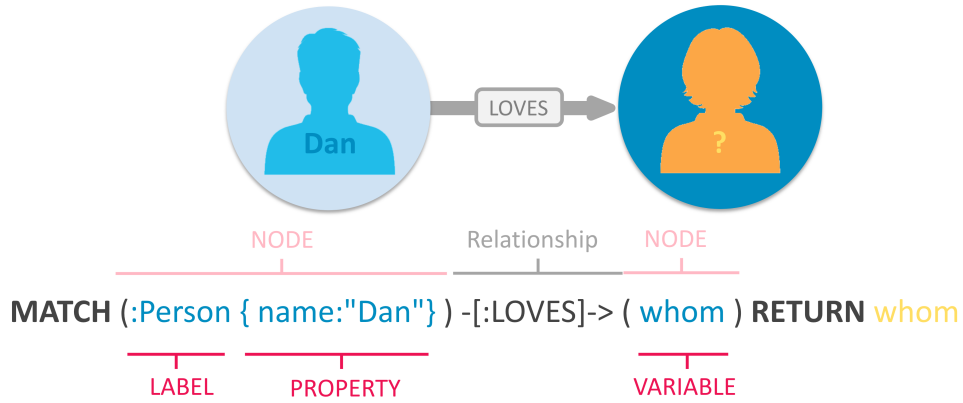 LOVES
Dan
?
NODE Relationship NODE
MATCH (:Person { name:"Dan"} ) -[:LOVES]-> ( whom ) RETURN whom
LABEL PROPERTY VARIABLE